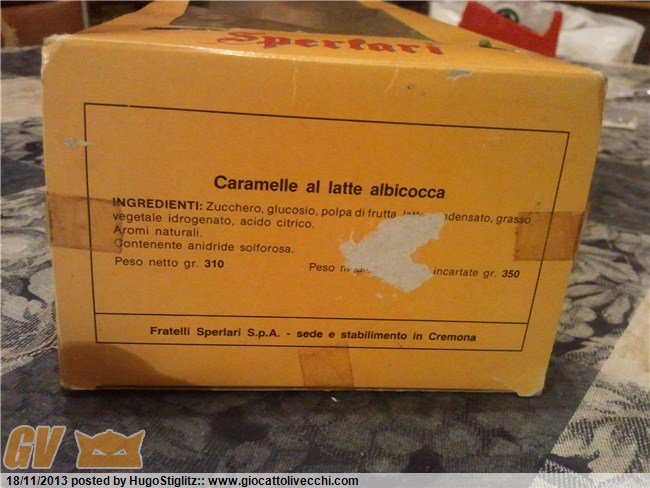 Sperlari
Caramelle al latte albicocca
INGREDIENTI: Zucchero, glucosio, polpa di frutta, latte condensato, grasso
vegetale idrogenato, acido citrico.
Aromi naturali.
Contenente anidride solforosa.
Peso netto gr. 310 Peso incartate gr. 350
Fratelli Sperlari S.p.A. - sede e stabilimento in Cremona
GV
18/11/2013 posted by HugoStiglitz:: www.giocattolivecchi.com